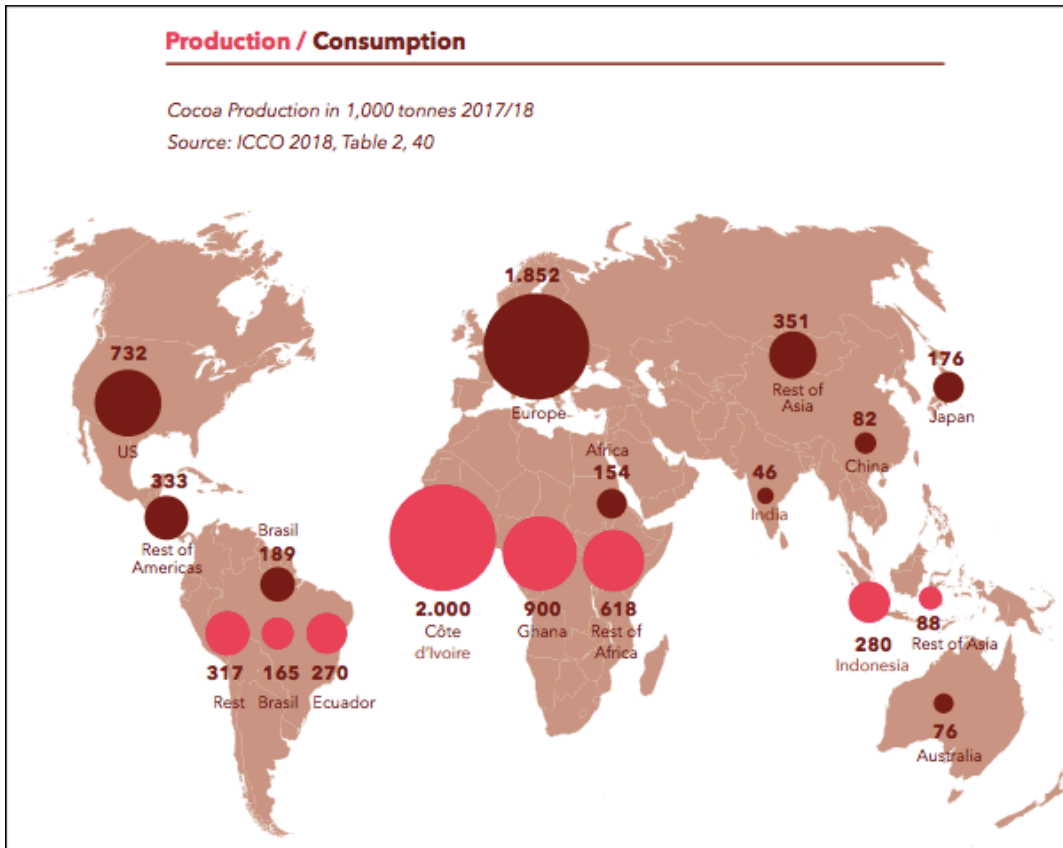 Production / Consumption
Cocoa Production in 1,000 tonnes 2017/18
Source: ICCO 2018, Table 2, 40
1.852
Europe
732
US
351
Rest of
Asia
176
Japan
82
China
46
India
Africa
154
333
Rest of
Americas
Brasil
189
2.000
Côte
d'Ivoire
900
Ghana
618
Rest of
Africa
317
Rest
165
Brasil
270
Ecuador
280
Indonesia
88
Rest of Asia
76
Australia